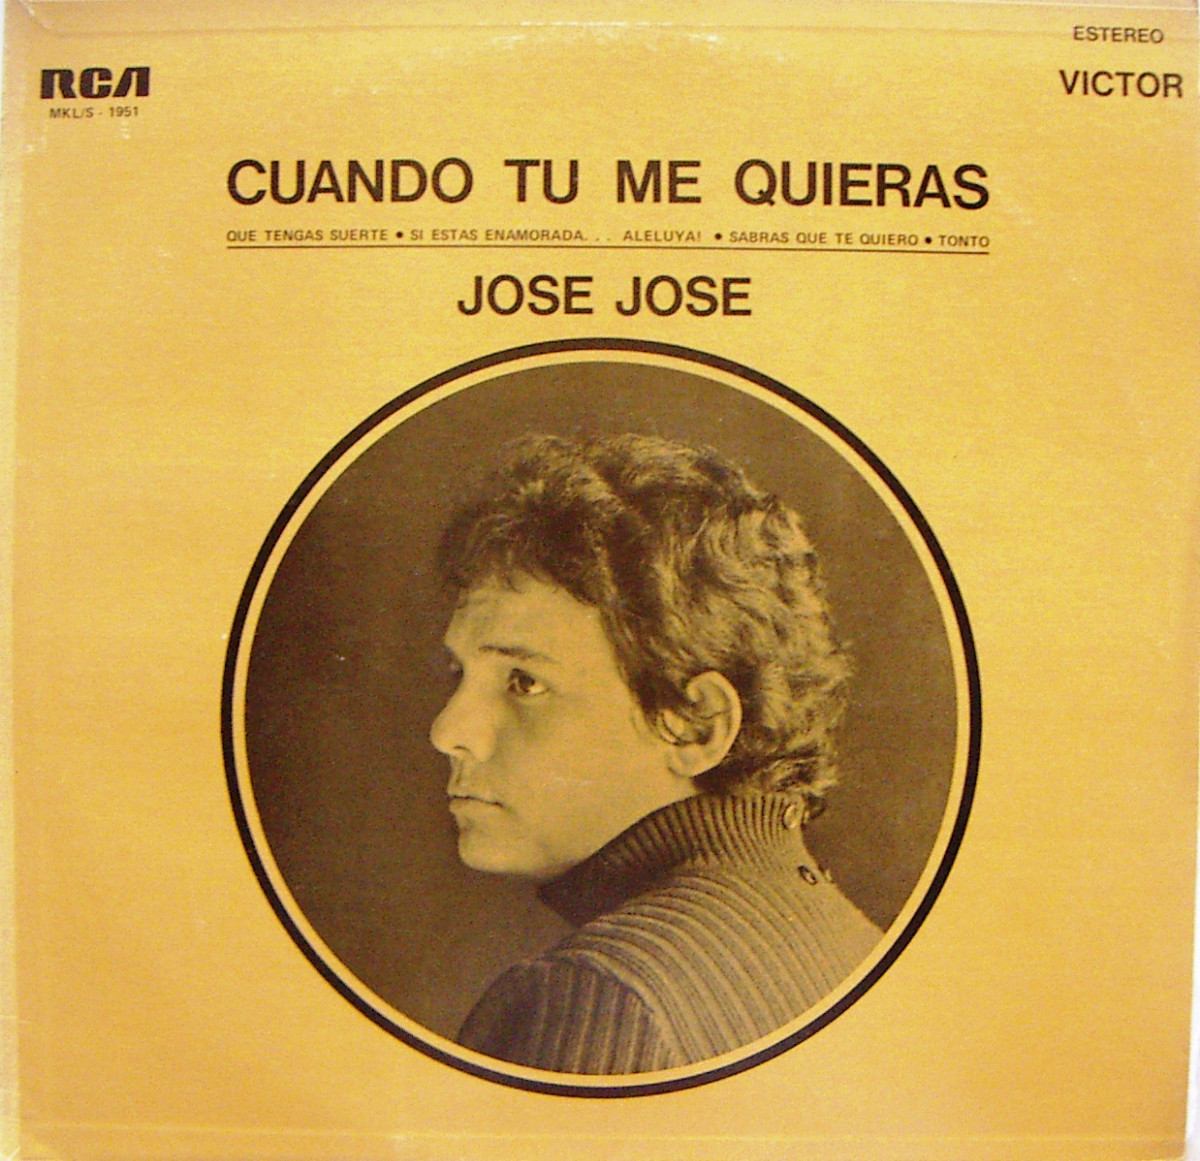 ESTEREO
RCA
VICTOR
MKL/S - 1951
CUANDO TU ME QUIERAS
QUE TENGAS SUERTE • SI ESTAS ENAMORADA. . . ALELUYA! • SABRAS QUE TE QUIERO • TONTO
JOSE JOSE